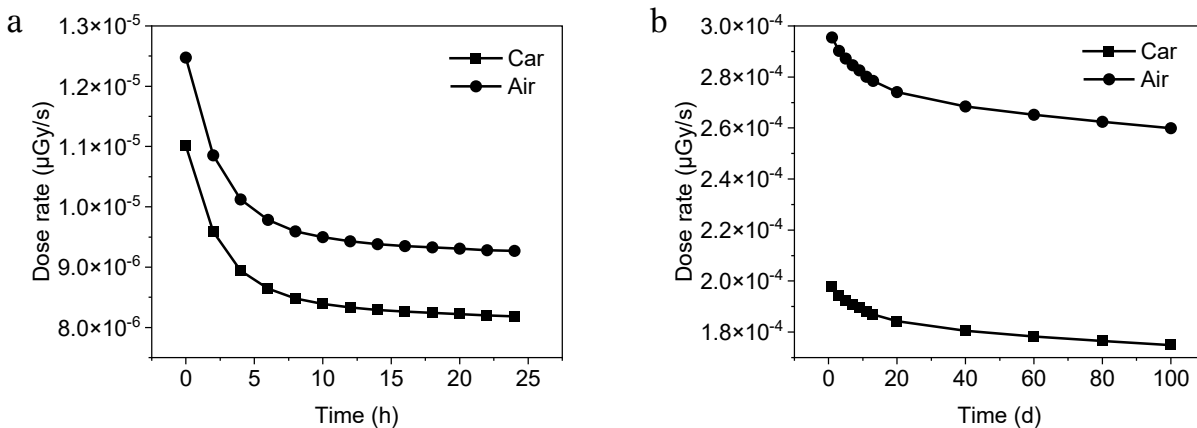 a
1.3×10⁻⁵
1.2×10⁻⁵
1.1×10⁻⁵
1.0×10⁻⁵
9.0×10⁻⁶
8.0×10⁻⁶
Dose rate (μGy/s)
Car
Air
0 5 10 15 20 25
Time (h)
b
3.0×10⁻⁴
2.8×10⁻⁴
2.6×10⁻⁴
2.4×10⁻⁴
2.2×10⁻⁴
2.0×10⁻⁴
1.8×10⁻⁴
Dose rate (μGy/s)
Car
Air
0 20 40 60 80 100
Time (d)